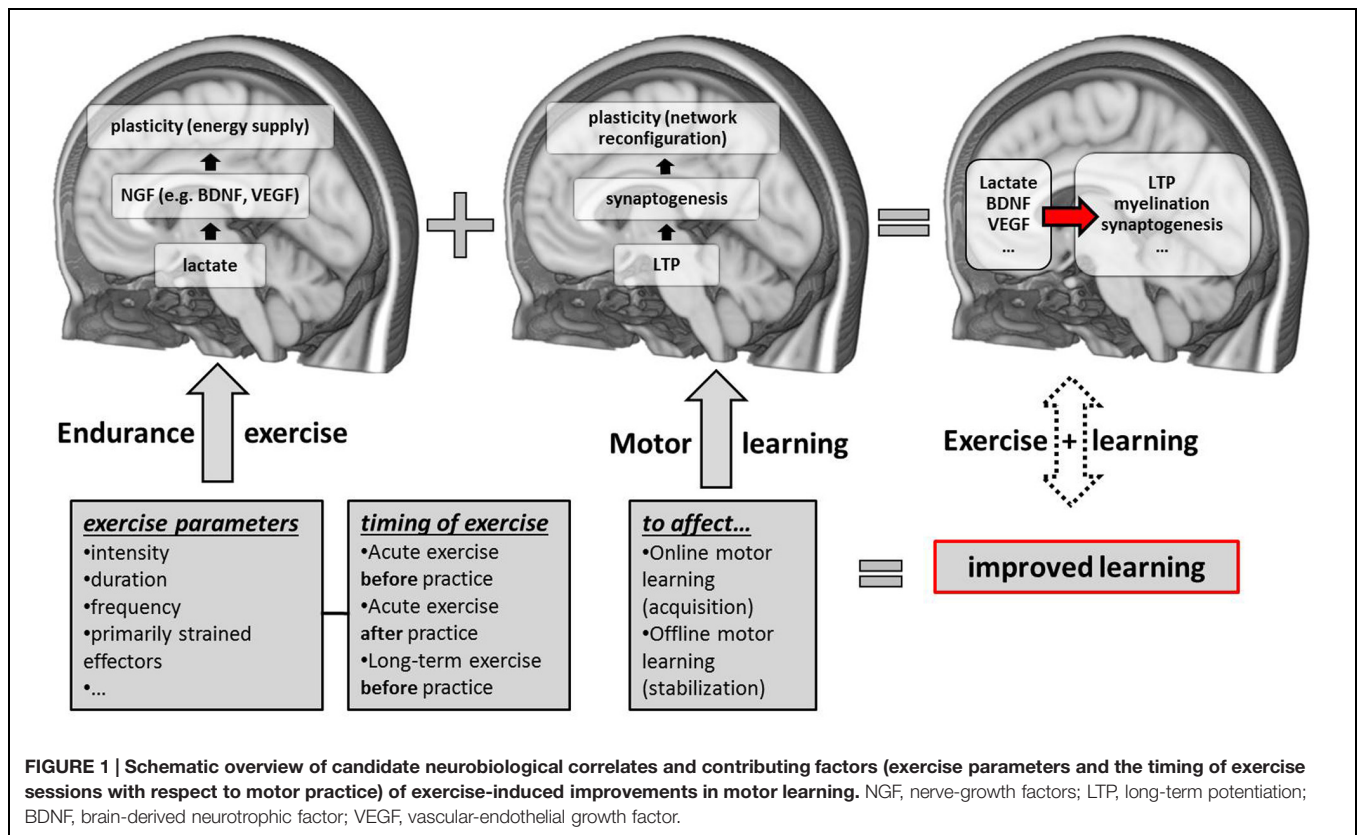 plasticity (energy supply)
NGF (e.g. BDNF, VEGF)
lactate
plasticity (network
reconfiguration)
synaptogenesis
LTP
Lactate
BDNF
VEGF
...
LTP
myelination
synaptogenesis
...
Endurance exercise
Motor learning
Exercise + learning
exercise parameters
•intensity
•duration
•frequency
•primarily strained
effectors
•...
timing of exercise
•Acute exercise
before practice
•Acute exercise
after practice
•Long-term exercise
before practice
to affect...
•Online motor
learning
(acquisition)
•Offline motor
learning
(stabilization)
improved learning
FIGURE 1 | Schematic overview of candidate neurobiological correlates and contributing factors (exercise parameters and the timing of exercise
sessions with respect to motor practice) of exercise-induced improvements in motor learning. NGF, nerve-growth factors; LTP, long-term potentiation;
BDNF, brain-derived neurotrophic factor; VEGF, vascular-endothelial growth factor.